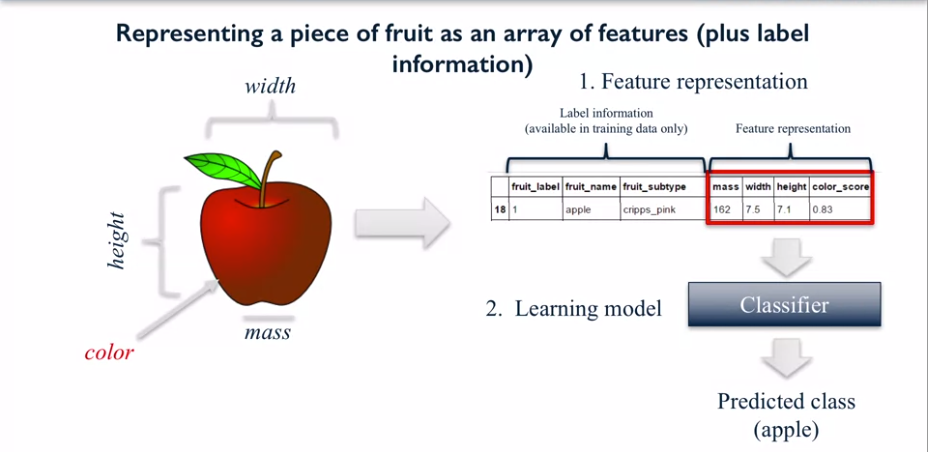 Representing a piece of fruit as an array of features (plus label
information)
1. Feature representation
width
height
color
mass
Label information
(available in training data only)
Feature representation
fruit_label fruit_name fruit_subtype mass width height color_score
18 1 apple cripps_pink 162 7.5 7.1 0.83
2. Learning model
Classifier
Predicted class
(apple)